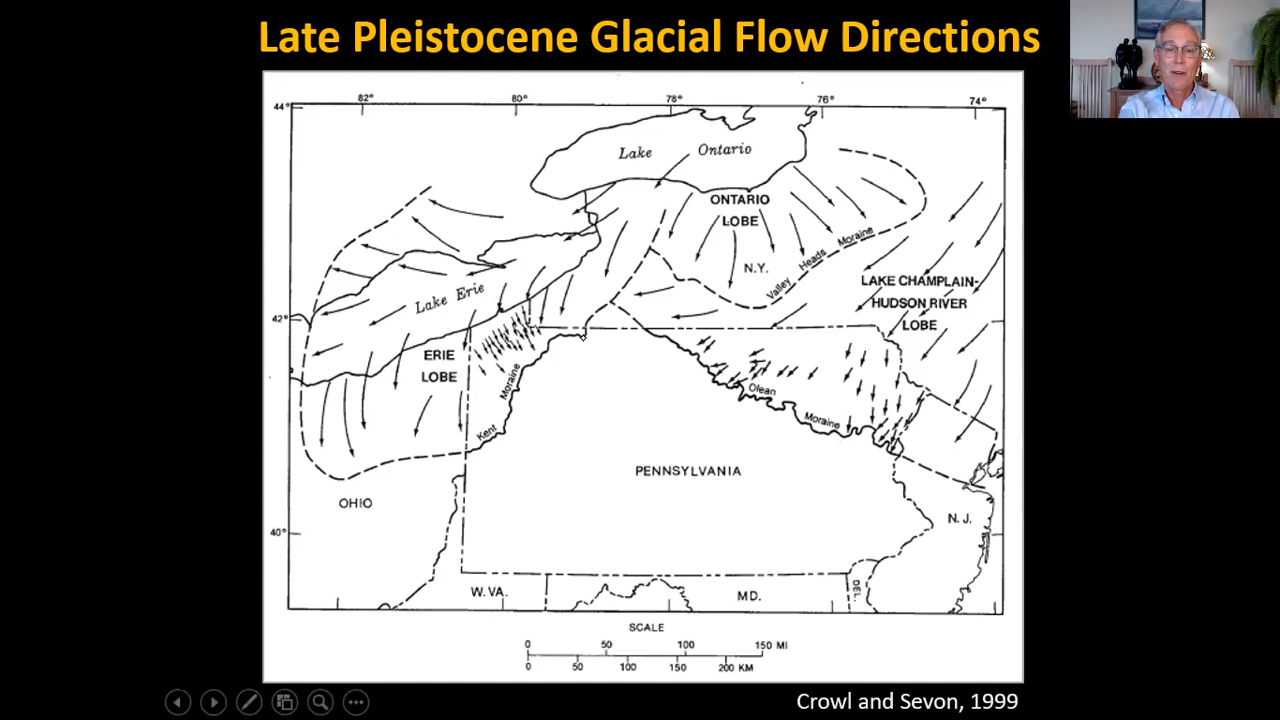 Late Pleistocene Glacial Flow Directions
82°
80°
78°
76°
74°
44°
Lake Ontario
ONTARIO
LOBE
N.Y.
Valley Heads Moraine
LAKE CHAMPLAIN-
HUDSON RIVER
LOBE
Lake Erie
42°
ERIE
LOBE
Kent Moraine
Olean
Moraine
PENNSYLVANIA
OHIO
N.J.
40°
W.VA.
MD.
DEL.
SCALE
0 50 100 150 MI
0 50 100 150 200 KM
Crowl and Sevon, 1999